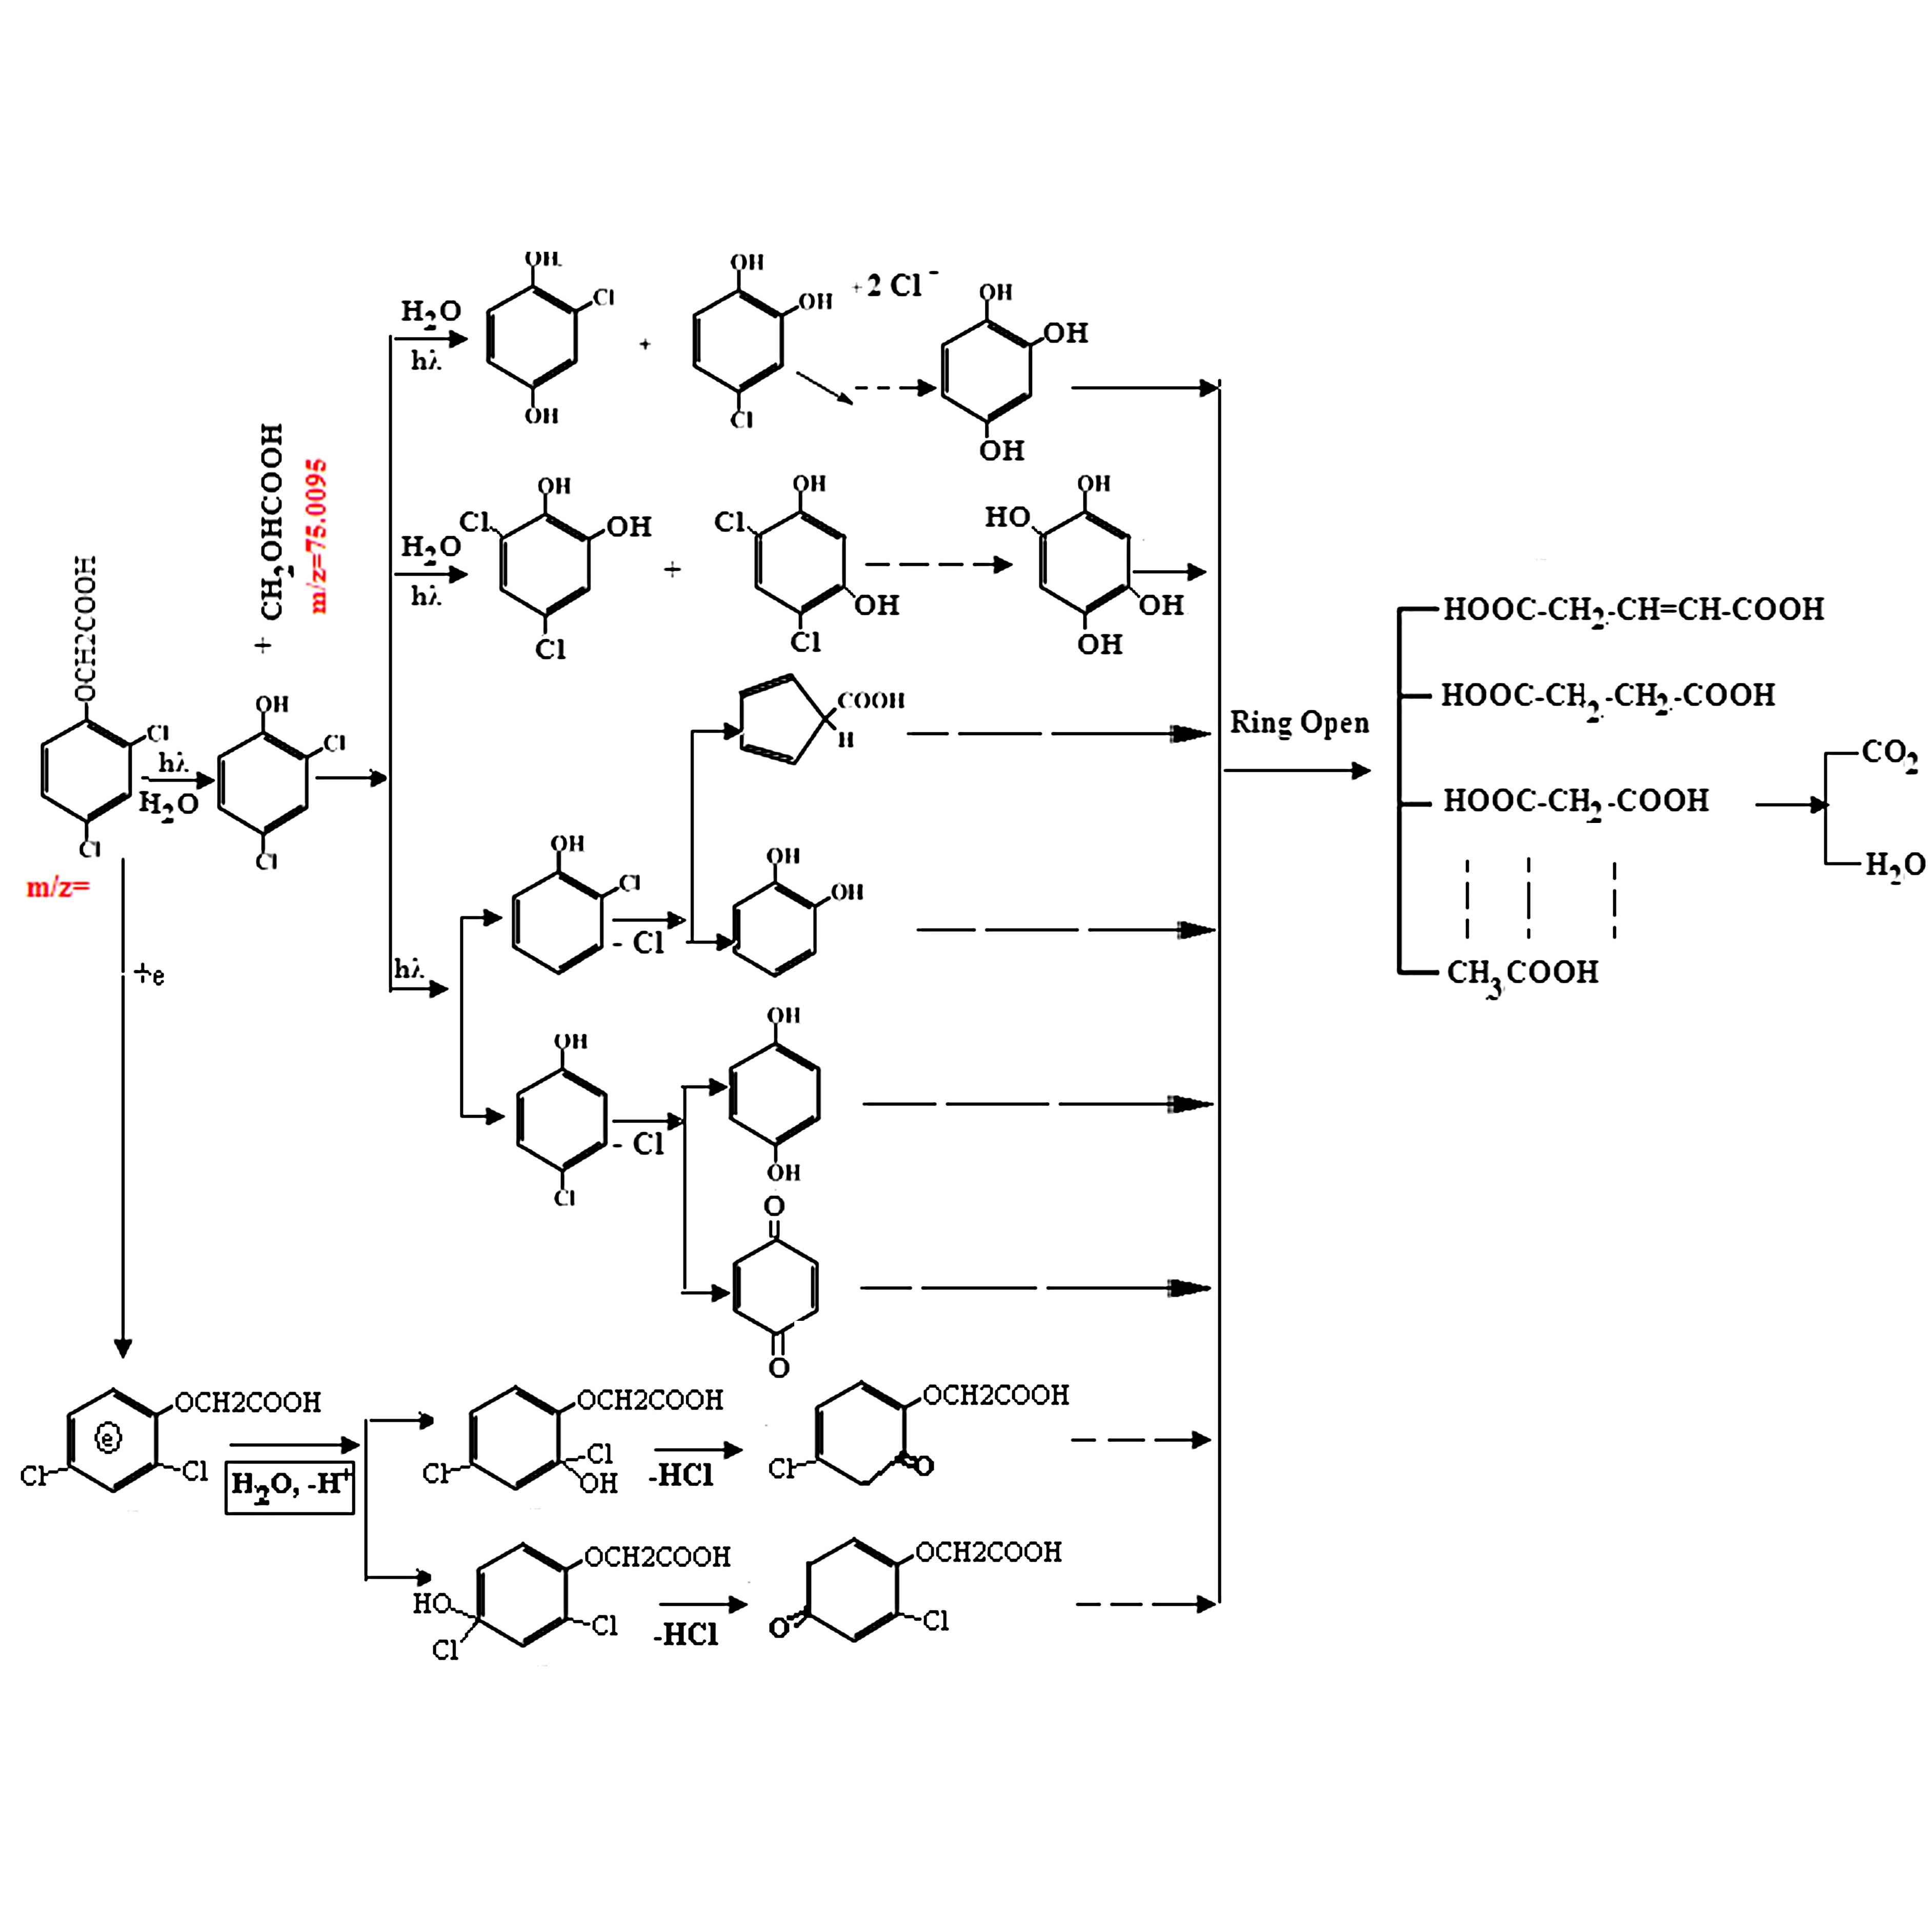 OH
Cl
OH
+
OH
OH
Cl
+2 Cl⁻
OH
OH
OH
H₂O
hλ
+ CH₂OHCOOH
m/z=75.0095
OH
Cl
OH
Cl
+
OH
Cl
OH
Cl
OH
HO
OH
OH
H₂O
hλ
OCH2COOH
Cl
Cl
m/z=
hλ
H₂O
OH
Cl
Cl
COOH
H
OH
Cl
- Cl
OH
OH
hλ
OH
Cl
- Cl
OH
OH
O
O
Ring Open
HOOC-CH₂-CH=CH-COOH
HOOC-CH₂-CH₂-COOH
HOOC-CH₂-COOH
CH₃COOH
CO₂
H₂O
+e
OCH2COOH
e
Cl
Cl
H₂O, -H⁺
OCH2COOH
Cl
OH
Cl
-HCl
OCH2COOH
O
Cl
OCH2COOH
HO
Cl
Cl
-HCl
OCH2COOH
O
Cl